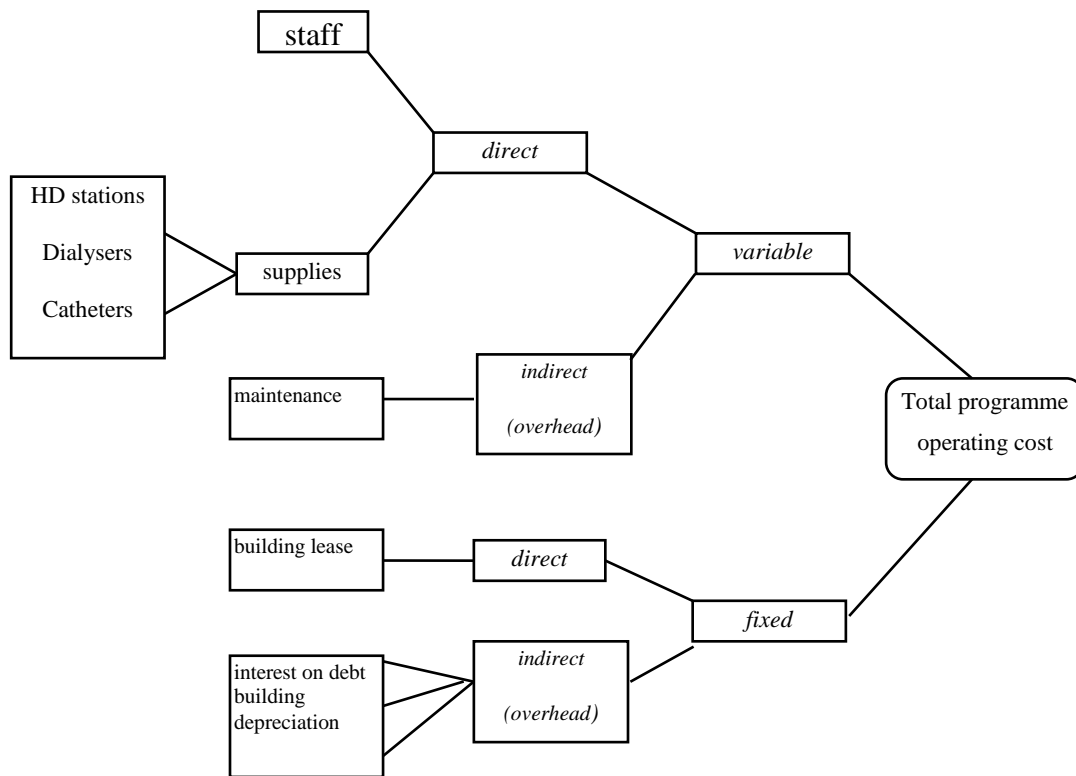 staff
direct
HD stations
Dialysers
Catheters
supplies
variable
maintenance
indirect
(overhead)
Total programme
operating cost
building lease
direct
fixed
interest on debt
building
depreciation
indirect
(overhead)